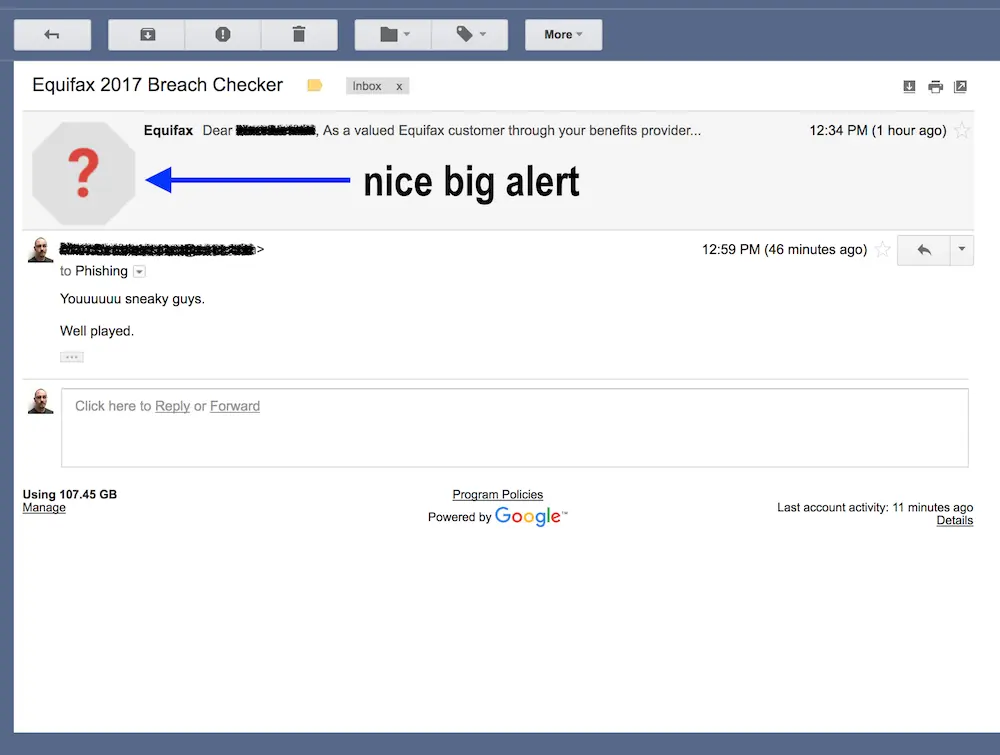 More
Equifax 2017 Breach Checker Inbox x
Equifax Dear , As a valued Equifax customer through your benefits provider... 12:34 PM (1 hour ago)
?
nice big alert
> 12:59 PM (46 minutes ago)
to Phishing
Youuuuuu sneaky guys.
Well played.
Click here to Reply or Forward
Using 107.45 GB
Manage
Program Policies
Powered by Google™
Last account activity: 11 minutes ago
Details